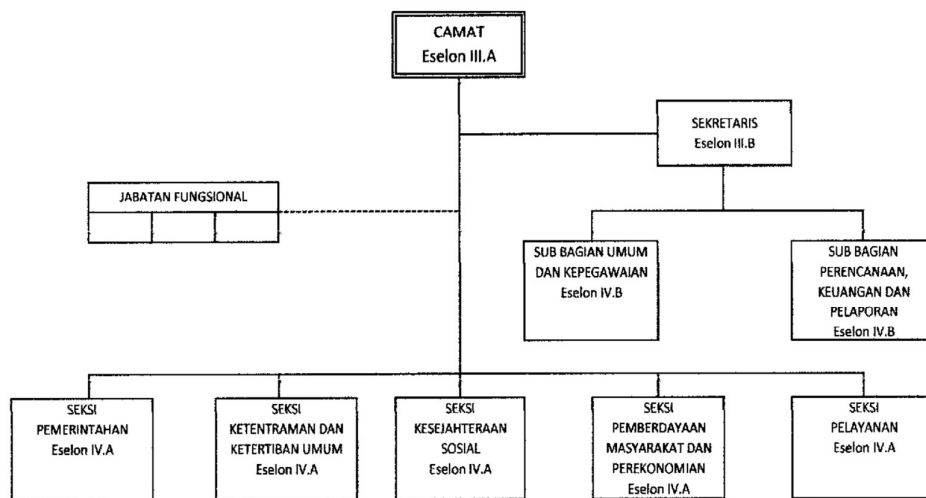 CAMAT
Eselon III.A
SEKRETARIS
Eselon III.B
JABATAN FUNGSIONAL
SUB BAGIAN UMUM
DAN KEPEGAWAIAN
Eselon IV.B
SUB BAGIAN
PERENCANAAN,
KEUANGAN DAN
PELAPORAN
Eselon IV.B
SEKSI
PEMERINTAHAN
Eselon IV.A
SEKSI
KETENTRAMAN DAN
KETERTIBAN UMUM
Eselon IV.A
SEKSI
KESEJAHTERAAN
SOSIAL
Eselon IV.A
SEKSI
PEMBERDAYAAN
MASYARAKAT DAN
PEREKONOMIAN
Eselon IV.A
SEKSI
PELAYANAN
Eselon IV.A